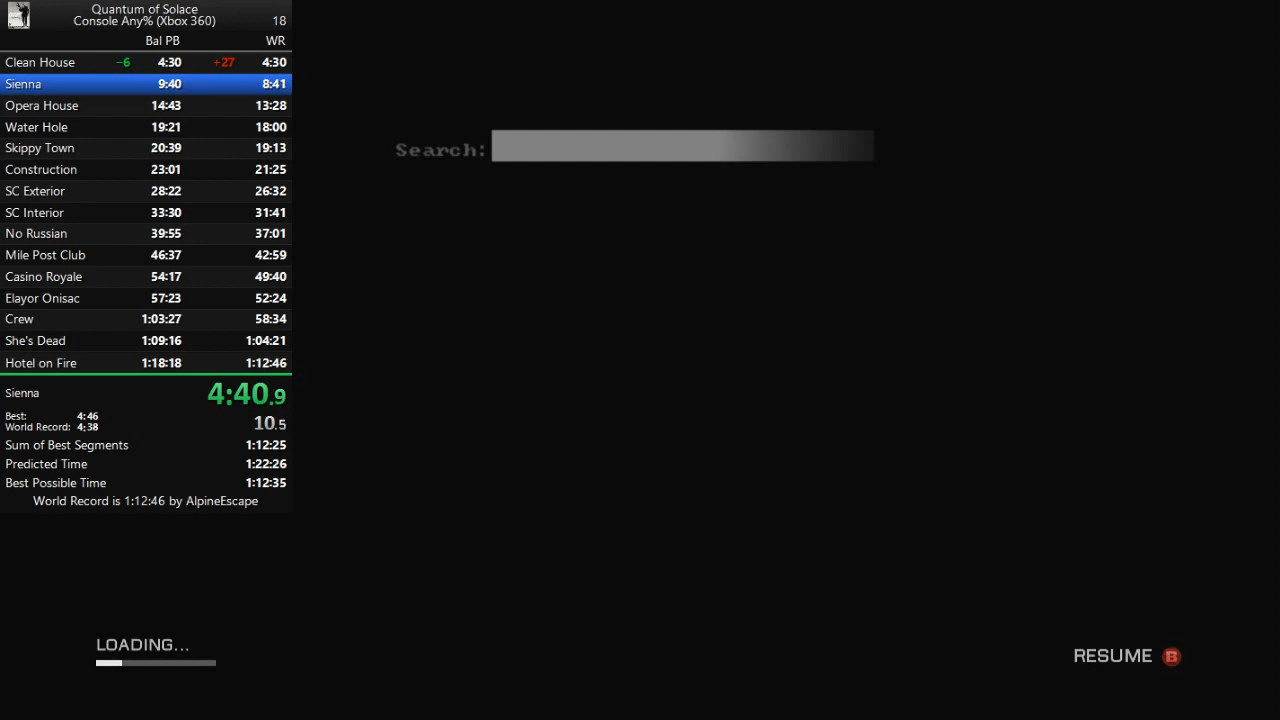 Quantum of Solace
Console Any% (Xbox 360) 18
Bal PB WR
Clean House −6 4:30 +27 4:30
Sienna 9:40 8:41
Opera House 14:43 13:28
Water Hole 19:21 18:00
Skippy Town 20:39 19:13
Construction 23:01 21:25
SC Exterior 28:22 26:32
SC Interior 33:30 31:41
No Russian 39:55 37:01
Mile Post Club 46:37 42:59
Casino Royale 54:17 49:40
Elayor Onisac 57:23 52:24
Crew 1:03:27 58:34
She's Dead 1:09:16 1:04:21
Hotel on Fire 1:18:18 1:12:46
Sienna 4:40.9
Best: 4:46
World Record: 4:38 10.5
Sum of Best Segments 1:12:25
Predicted Time 1:22:26
Best Possible Time 1:12:35
World Record is 1:12:46 by AlpineEscape
Search:
LOADING...
RESUME B